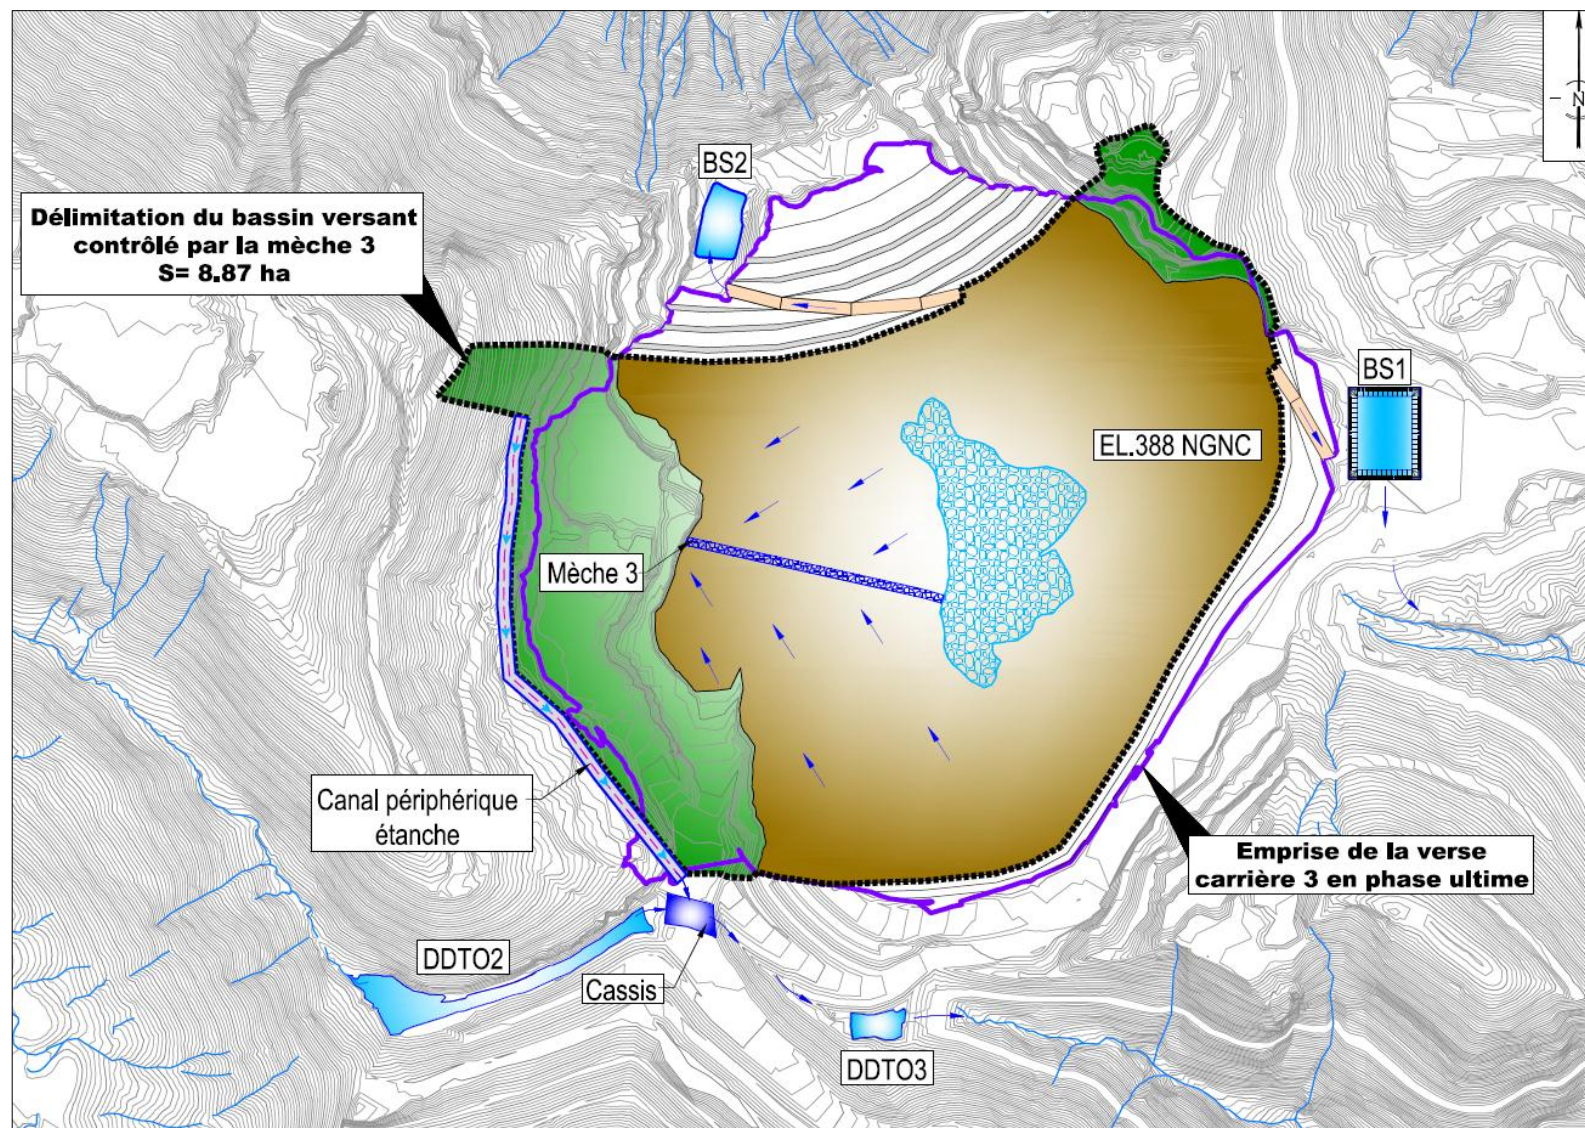 N
BS2
Délimitation du bassin versant
contrôlé par la mèche 3
S= 8.87 ha
BS1
EL.388 NGNC
Mèche 3
Canal périphérique
étanche
Emprise de la verse
carrière 3 en phase ultime
DDTO2
Cassis
DDTO3